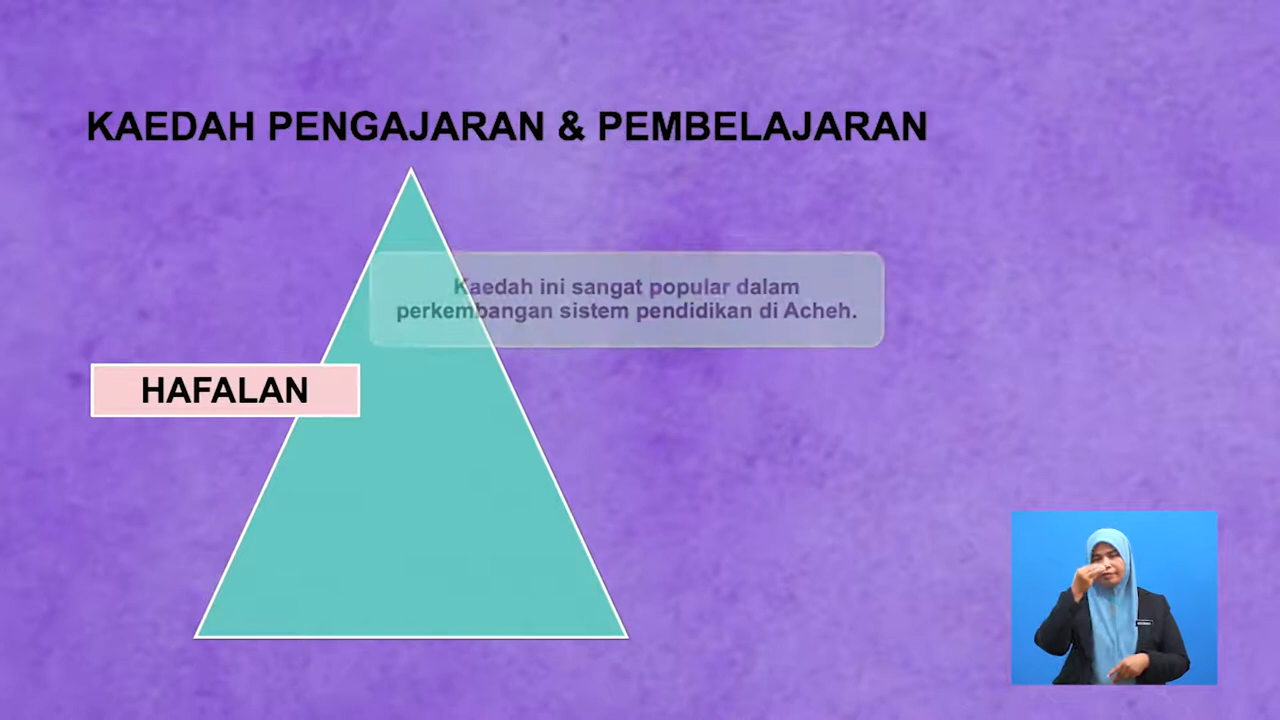 KAEDAH PENGAJARAN & PEMBELAJARAN
Kaedah ini sangat popular dalam
perkembangan sistem pendidikan di Acheh.
HAFALAN